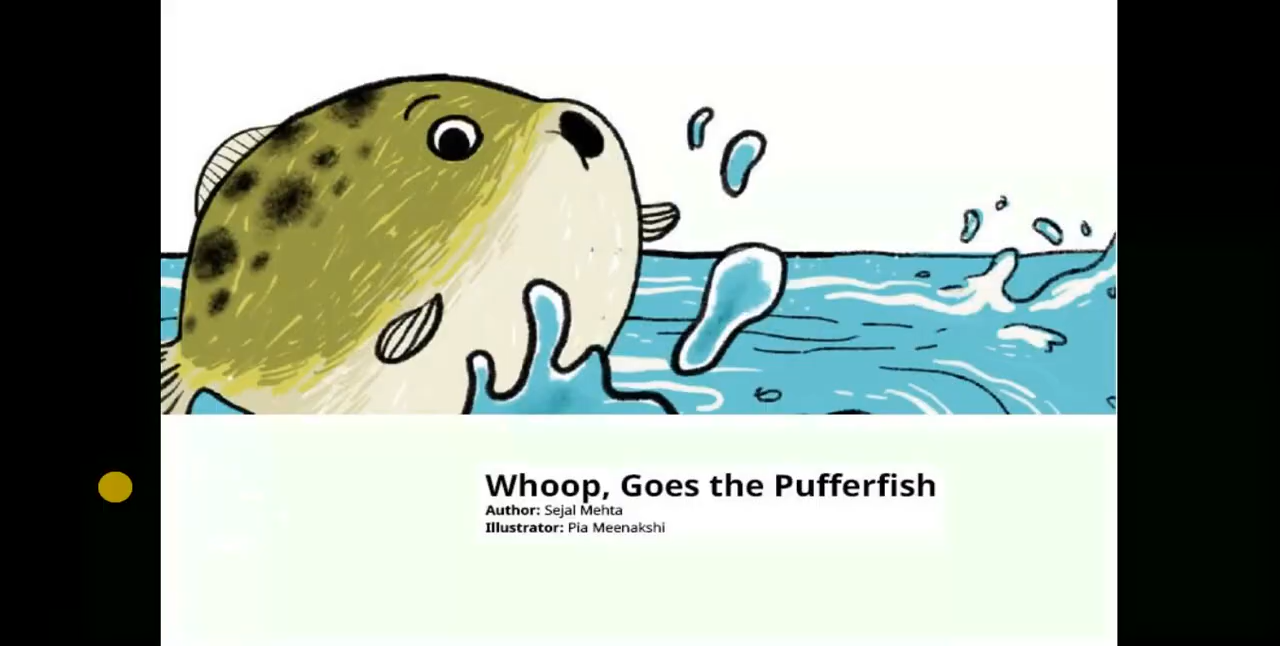 Whoop, Goes the Pufferfish
Author: Sejal Mehta
Illustrator: Pia Meenakshi